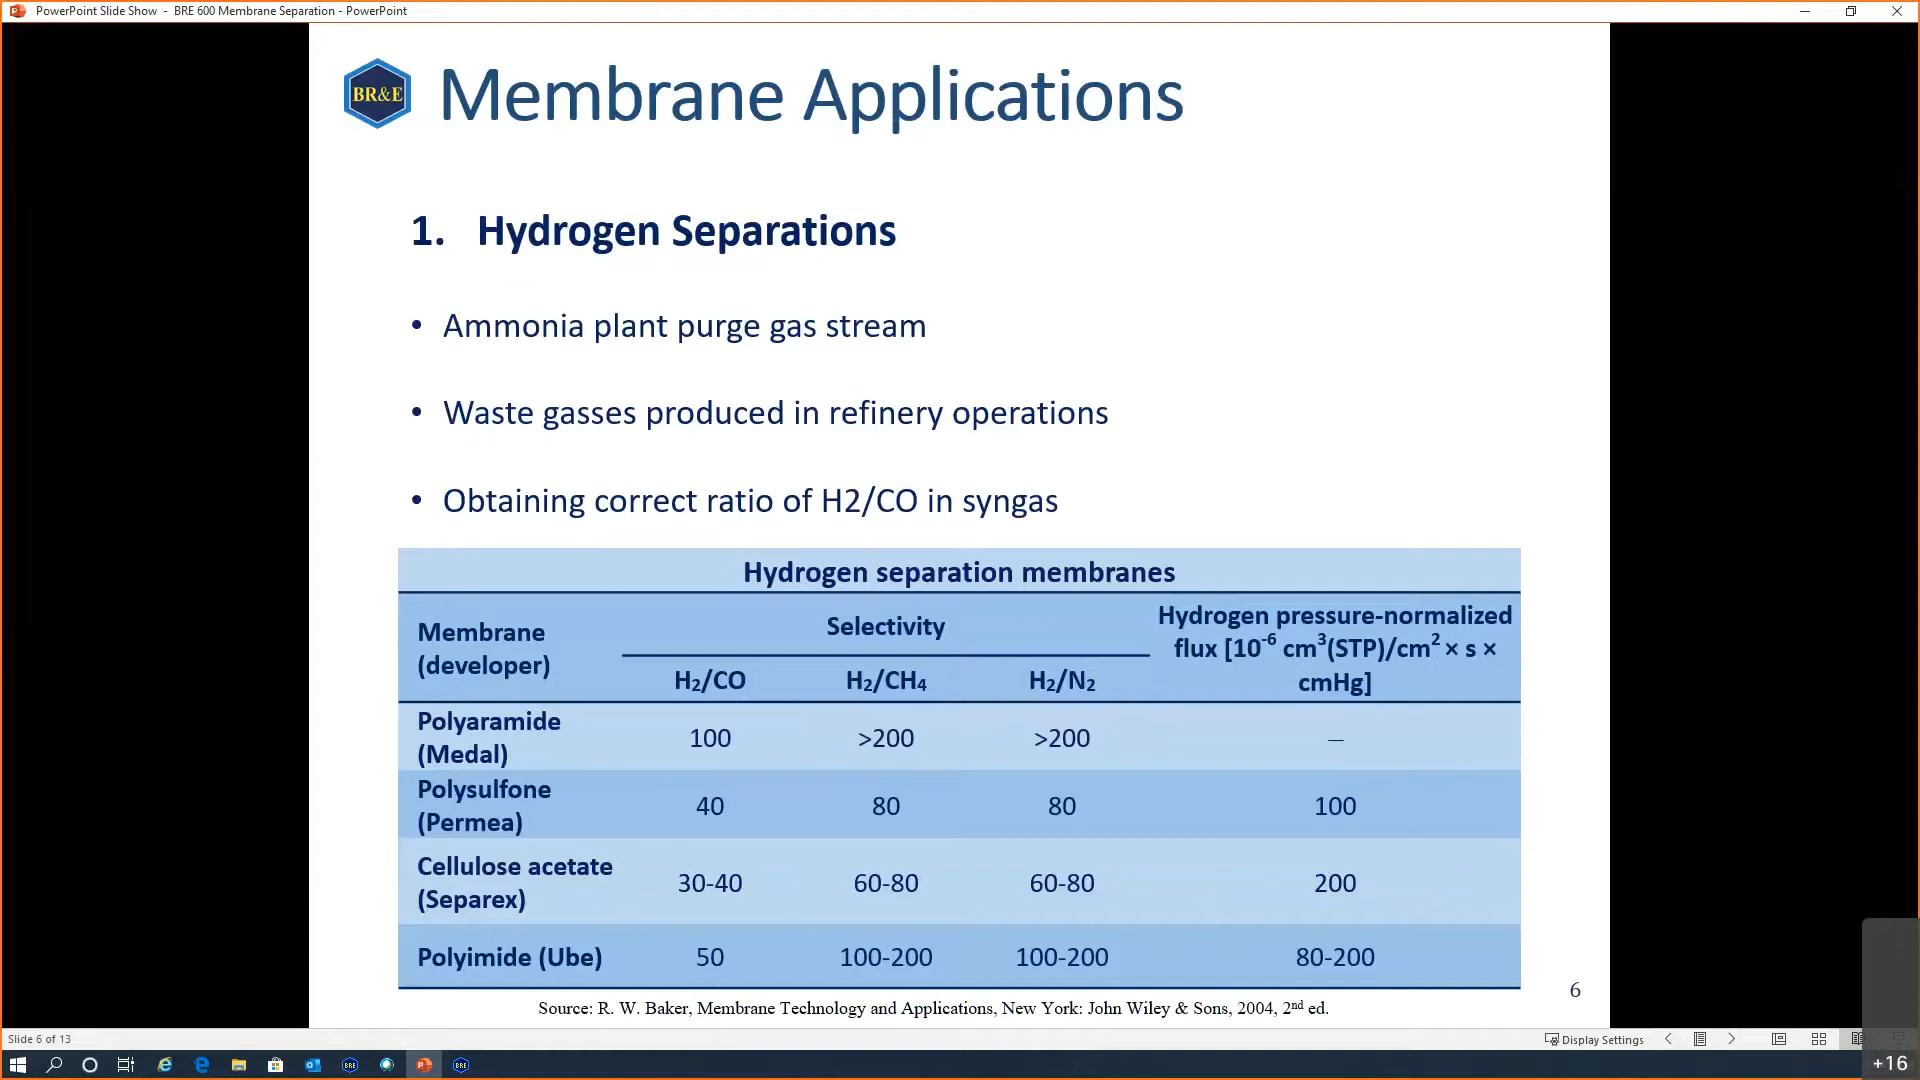 PowerPoint Slide Show - BRE 600 Membrane Separation - PowerPoint
BR&E
Membrane Applications
1. Hydrogen Separations
• Ammonia plant purge gas stream
• Waste gasses produced in refinery operations
• Obtaining correct ratio of H2/CO in syngas
Hydrogen separation membranes
Membrane (developer)
Selectivity
Hydrogen pressure-normalized
flux [10⁻⁶ cm³(STP)/cm² × s ×
cmHg]
H₂/CO H₂/CH₄ H₂/N₂
Polyaramide (Medal) 100 >200 >200 —
Polysulfone (Permea) 40 80 80 100
Cellulose acetate (Separex) 30-40 60-80 60-80 200
Polyimide (Ube) 50 100-200 100-200 80-200
Source: R. W. Baker, Membrane Technology and Applications, New York: John Wiley & Sons, 2004, 2ⁿᵈ ed.
6
Slide 6 of 13
Display Settings
BRE
BRE
+16